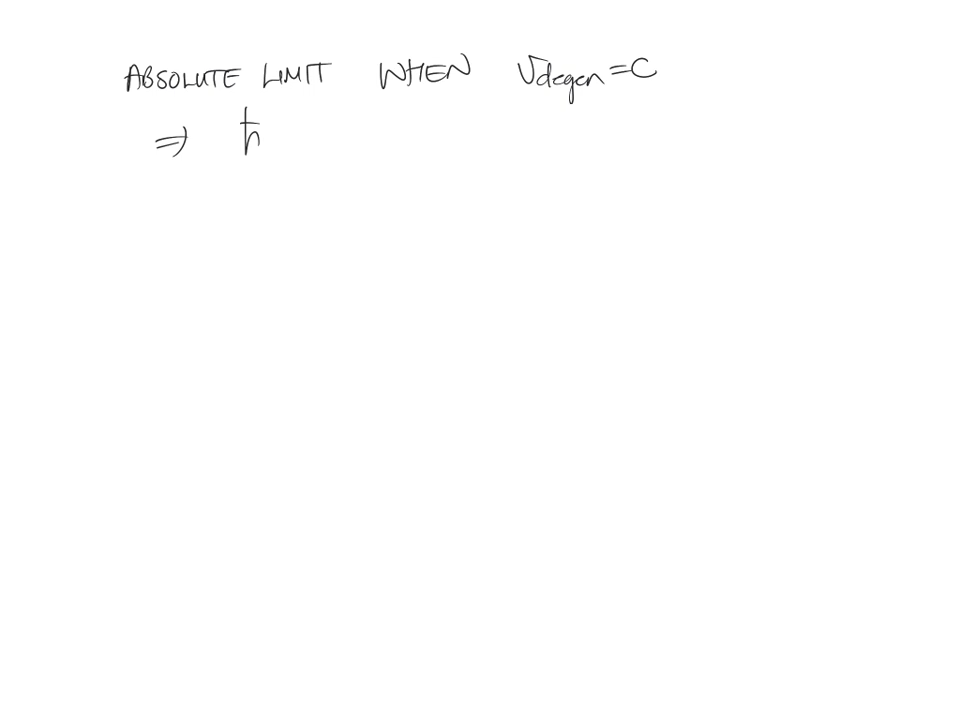 ABSOLUTE LIMIT WHEN Vdegen = C
⇒ ħ